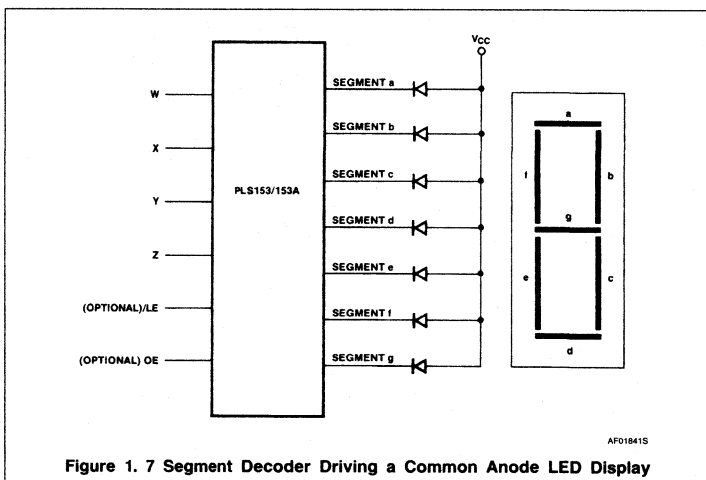 VCC
W
X
Y
Z
(OPTIONAL)/LE
(OPTIONAL) OE
PLS153/153A
SEGMENT a
SEGMENT b
SEGMENT c
SEGMENT d
SEGMENT e
SEGMENT f
SEGMENT g
a
f
b
g
e
c
d
AF01841S
Figure 1. 7 Segment Decoder Driving a Common Anode LED Display